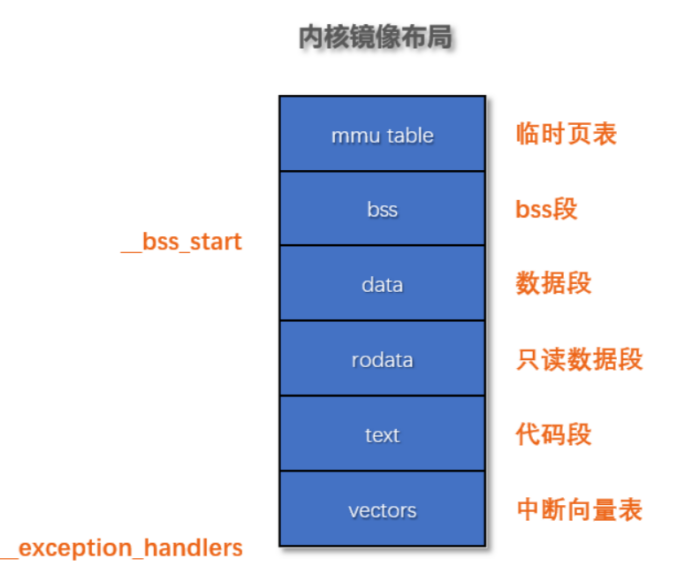 内核镜像布局
mmu table
临时页表
bss
bss段
__bss_start
data
数据段
rodata
只读数据段
text
代码段
vectors
中断向量表
__exception_handlers